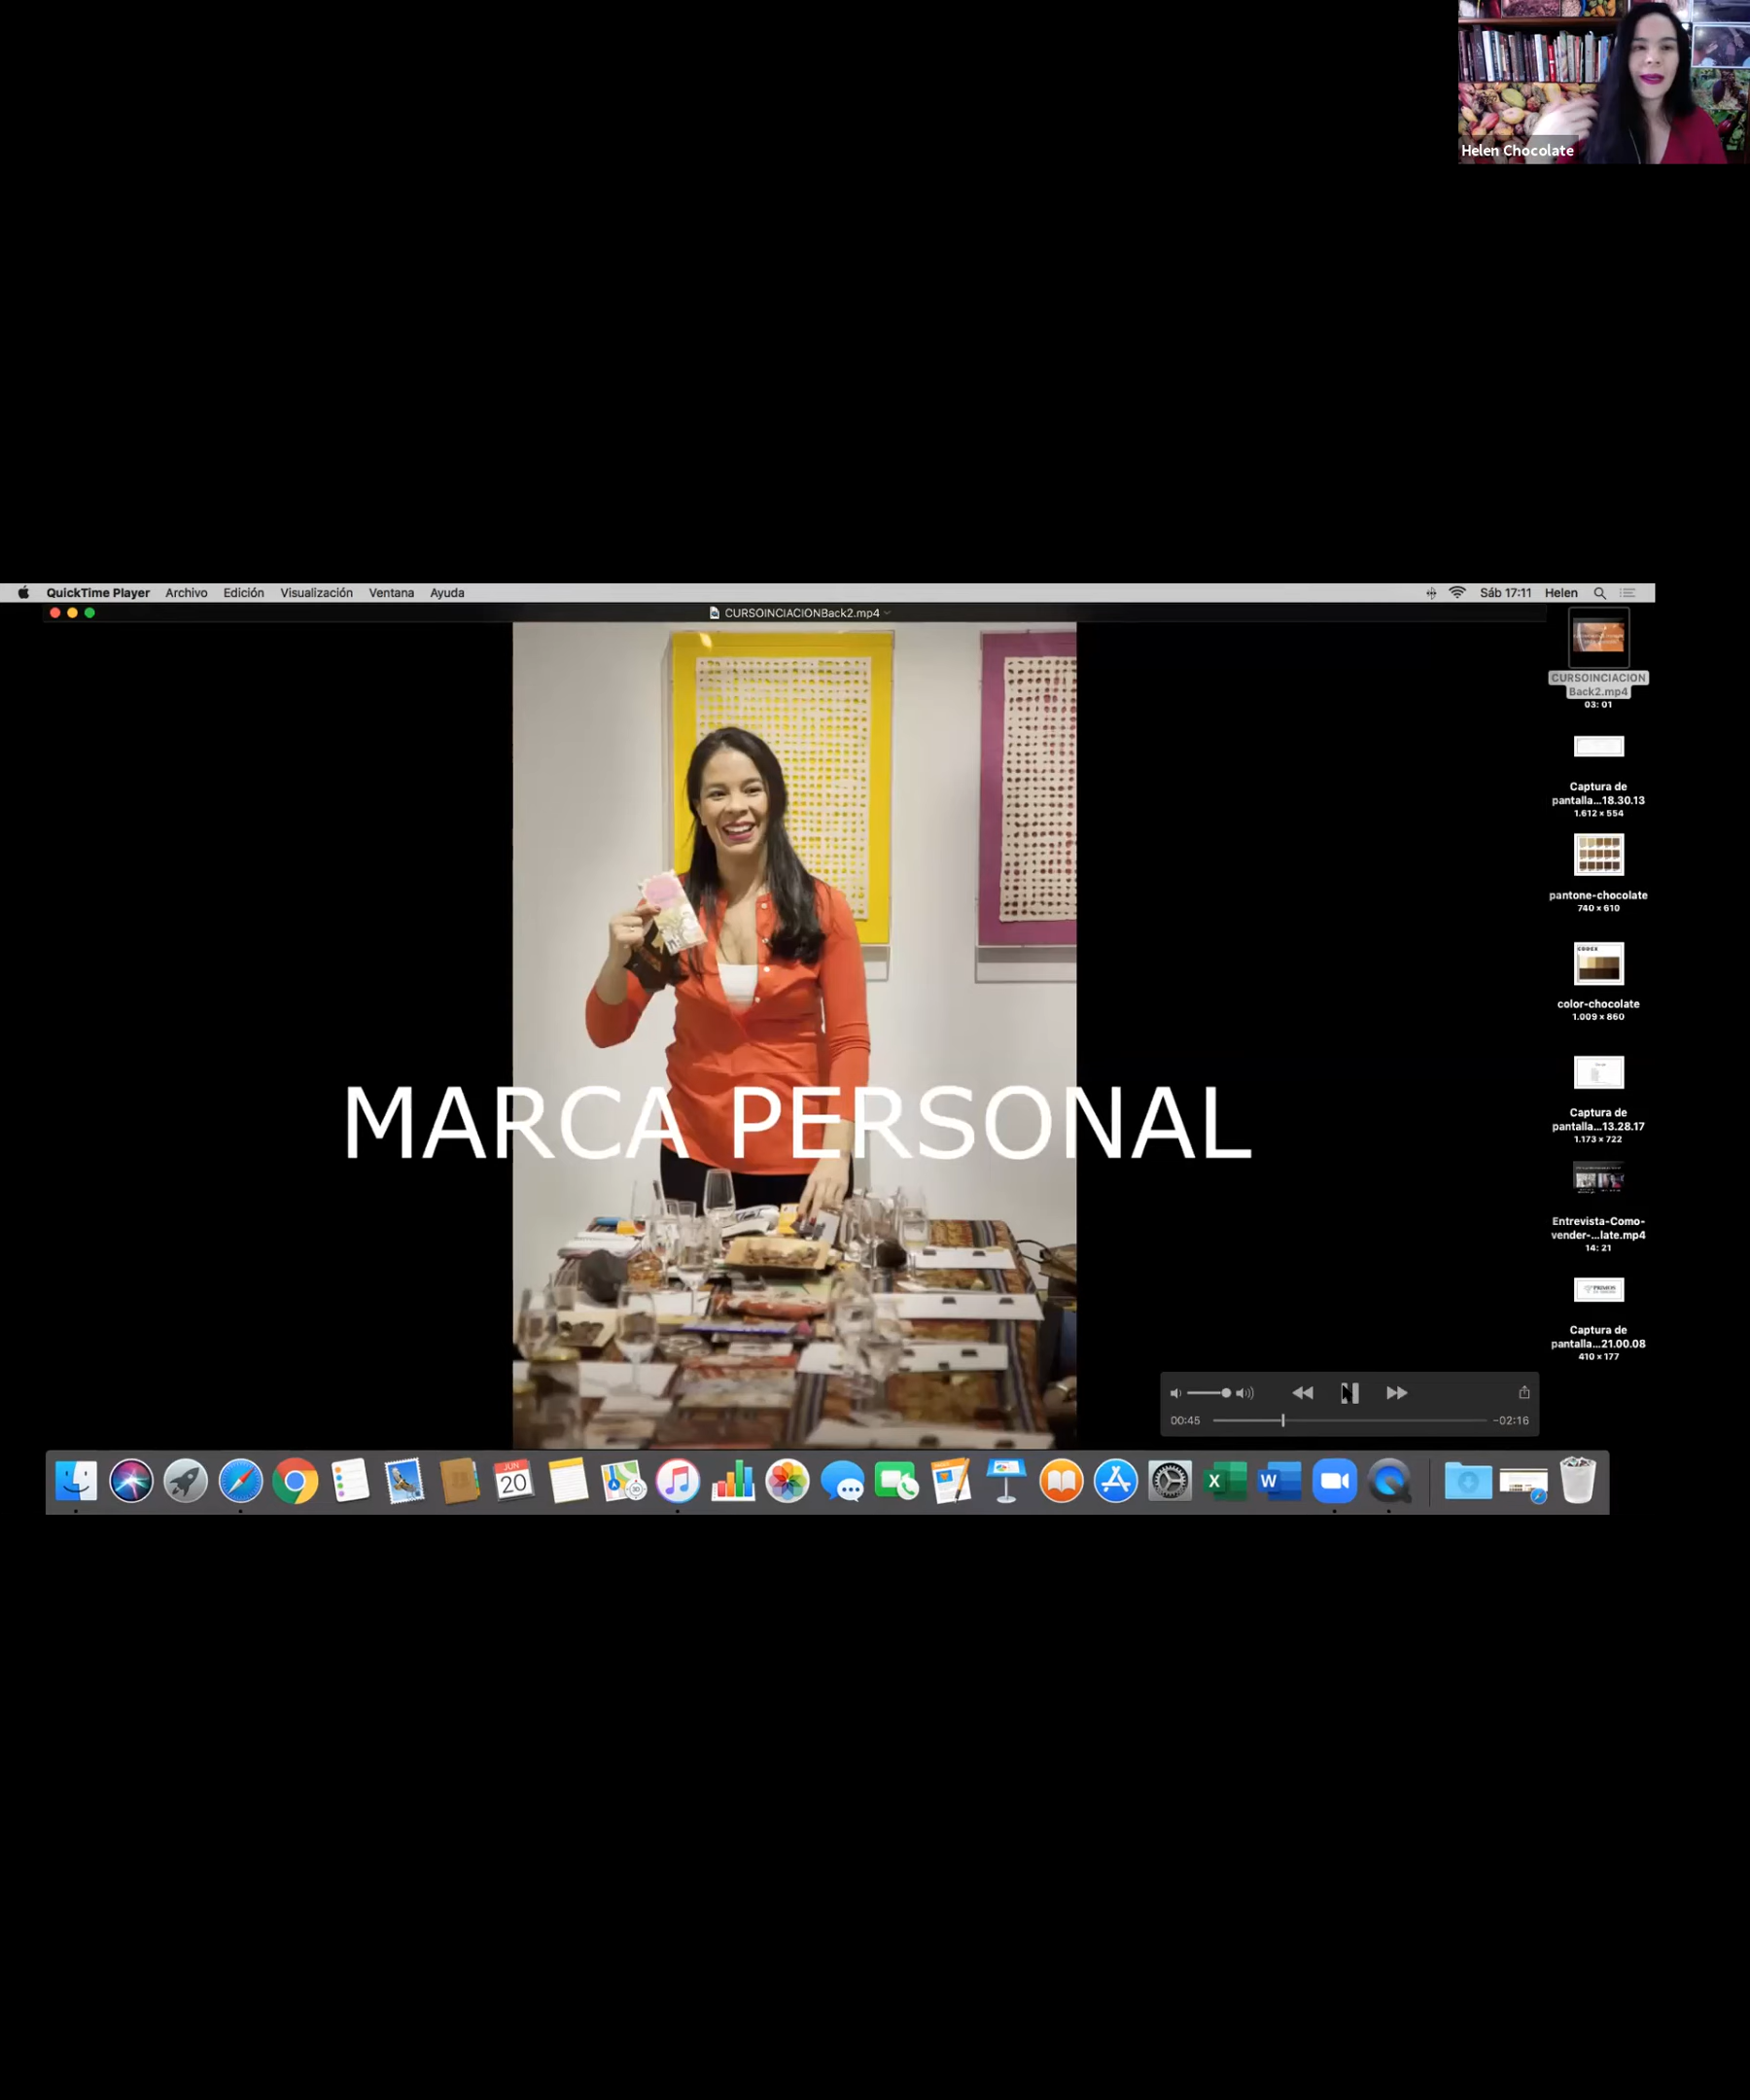 Helen Chocolate
QuickTime Player Archivo Edición Visualización Ventana Ayuda
Sáb 17:11 Helen
CURSOINCIACIONBack2.mp4
CURSOINCIACION
Back2.mp4
03: 01
Captura de
pantalla...18.30.13
1.612 × 554
pantone-chocolate
740 × 610
color-chocolate
1.009 × 860
Captura de
pantalla...13.28.17
1.173 × 722
MARCA PERSONAL
Entrevista-Como-
vender-...late.mp4
14: 21
PRIMOS
Captura de
pantalla...21.00.08
410 × 177
00:45
-02:16
JUN
20
X
W